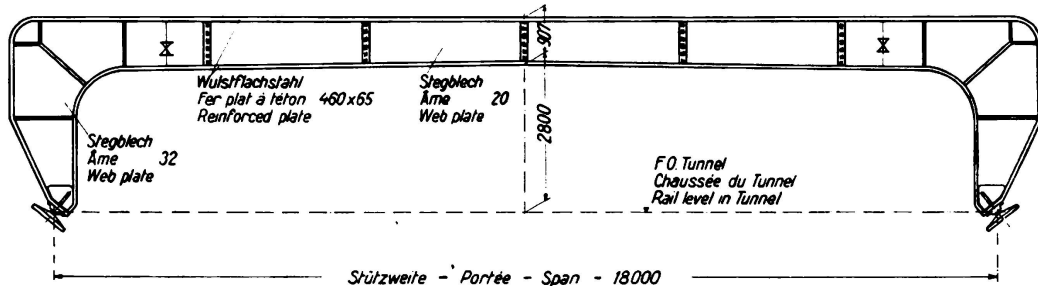 907
Wulstflachstahl
Fer plat à téton 460x65
Reinforced plate
Stegblech
Âme 20
Web plate
2800
Stegblech
Âme 32
Web plate
F.O. Tunnel
Chaussée du Tunnel
Rail level in Tunnel
Stützweite - Portée - Span - 18000